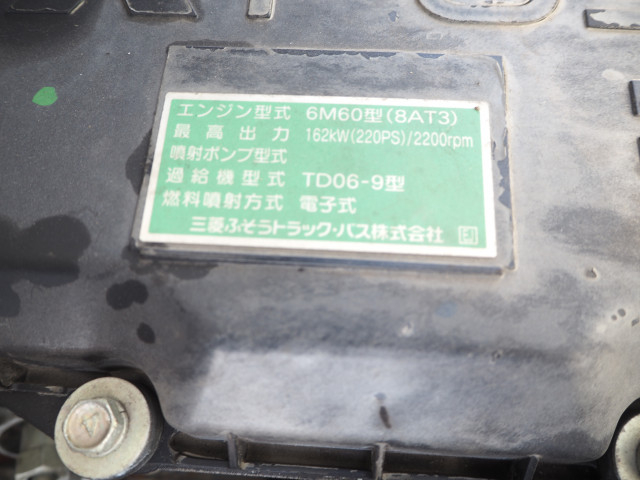 エンジン型式 6M60型(8AT3)
最高出力 162kW(220PS)/2200rpm
噴射ポンプ型式
過給機型式 TD06-9型
燃料噴射方式 電子式
三菱ふそうトラック・バス株式会社